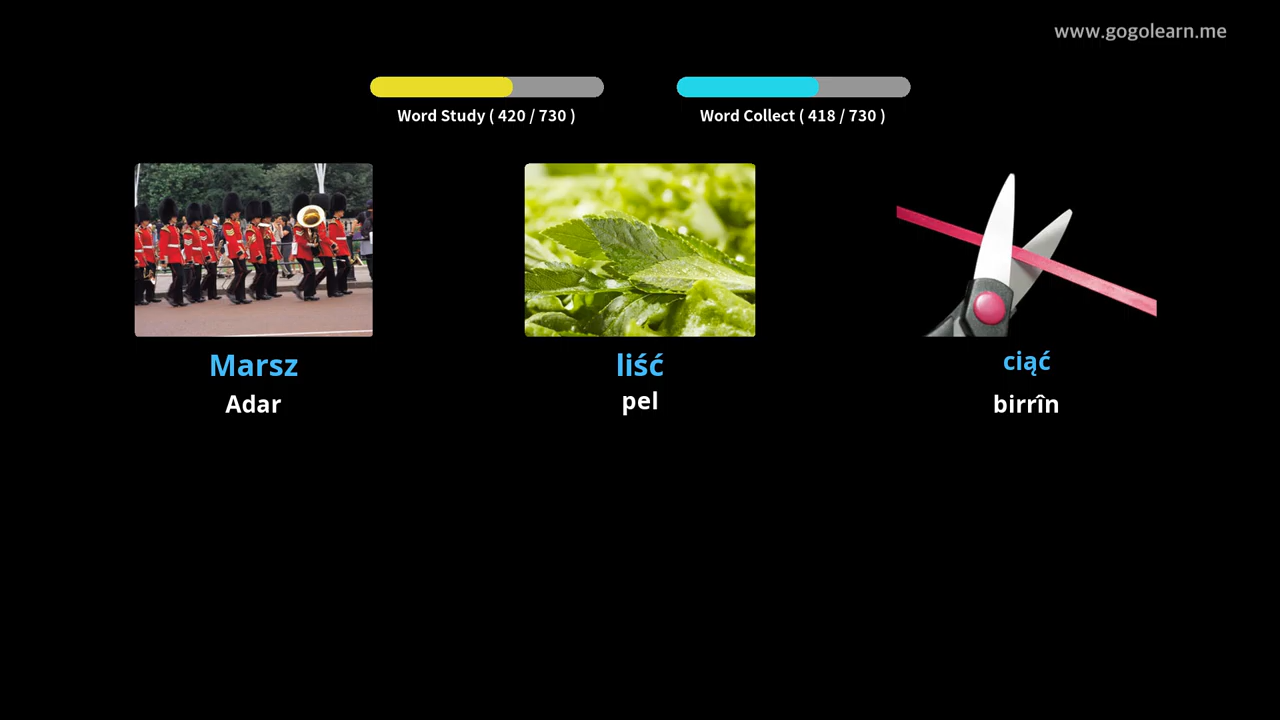 www.gogolearn.me
Word Study ( 420 / 730 )
Word Collect ( 418 / 730 )
Marsz
Adar
liść
pel
ciąć
birrîn